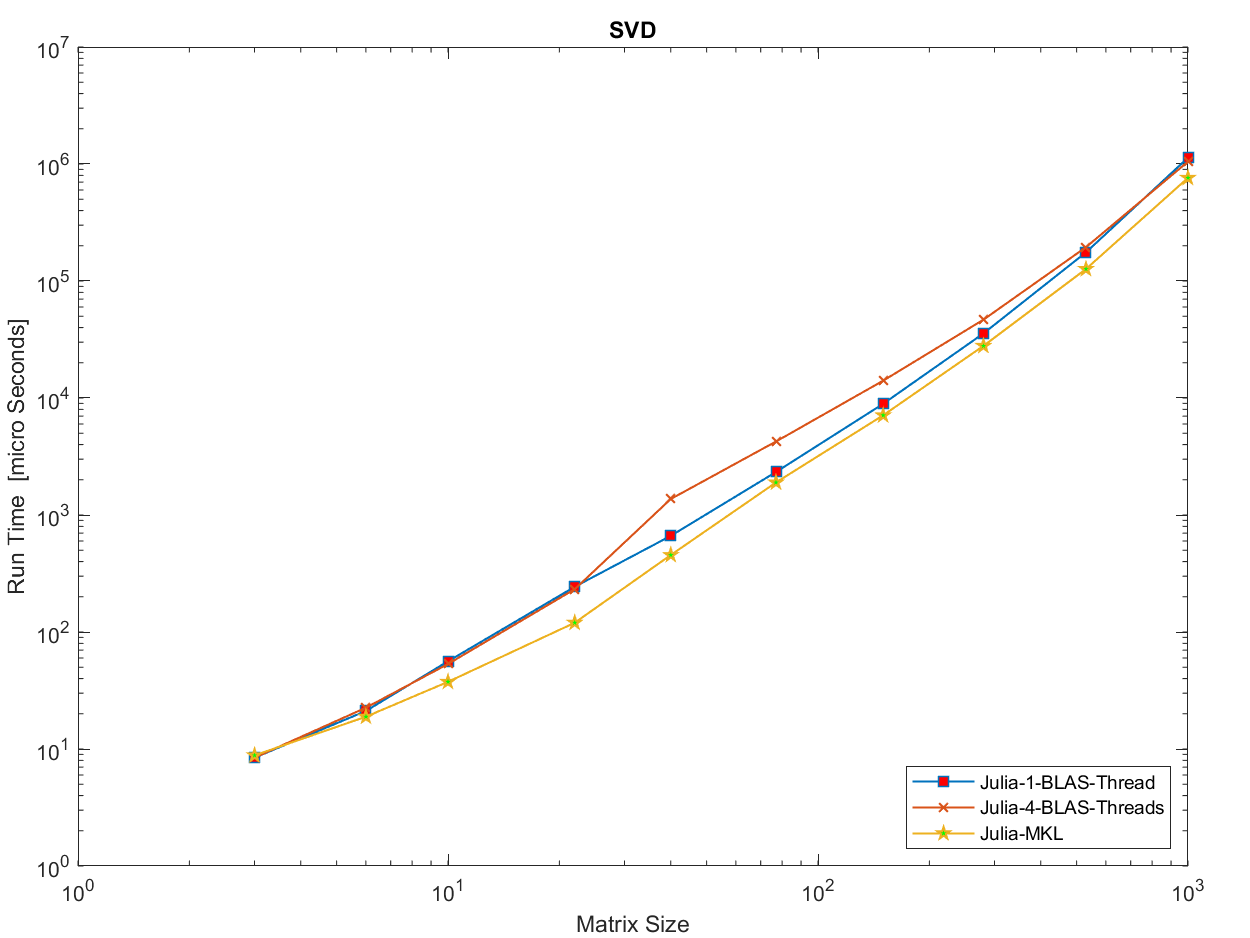 SVD
10^7
10^6
10^5
10^4
10^3
10^2
10^1
10^0
Run Time [micro Seconds]
10^0 10^1 10^2 10^3
Matrix Size
Julia-1-BLAS-Thread
Julia-4-BLAS-Threads
Julia-MKL